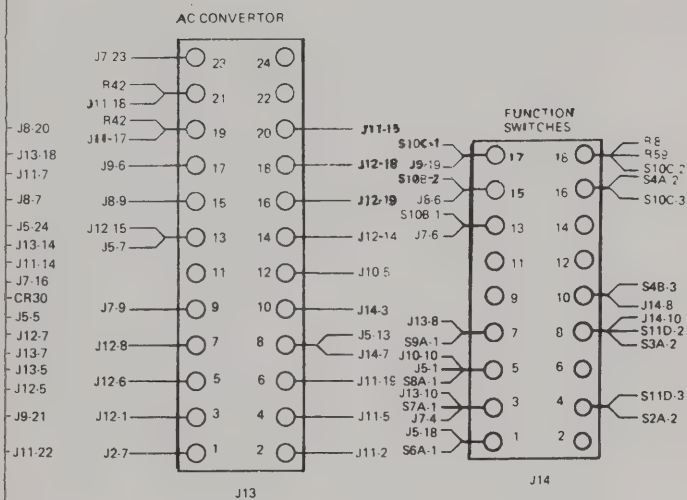 AC CONVERTOR
J7-23
23
24
R42
J11-18
21
22
R42
J11-17
19
20
J11-15
J9-6
17
18
J12-18
J8-9
15
16
J12-19
J12-15
J5-7
13
14
J12-14
11
12
J10-5
J7-9
9
10
J14-3
J12-8
7
8
J5-13
J14-7
J12-6
5
6
J11-19
J12-1
3
4
J11-5
J2-7
1
2
J11-2
J13
J8-20
J13-18
J11-7
J8-7
J5-24
J13-14
J11-14
J7-16
CR30
J5-5
J12-7
J13-7
J13-5
J12-5
J9-21
J11-22
FUNCTION
SWITCHES
S10C-1
J9-19
17
18
R8
R59
S10C-2
S10B-2
J8-6
15
16
S4A-2
S10C-3
S10B-1
J7-6
13
14
11
12
9
10
S4B-3
J14-8
J13-8
S9A-1
7
8
J14-10
S11D-2
S3A-2
J10-10
J5-1
S8A-1
5
6
J13-10
S7A-1
J7-4
3
4
S11D-3
S2A-2
J5-18
S6A-1
1
2
J14